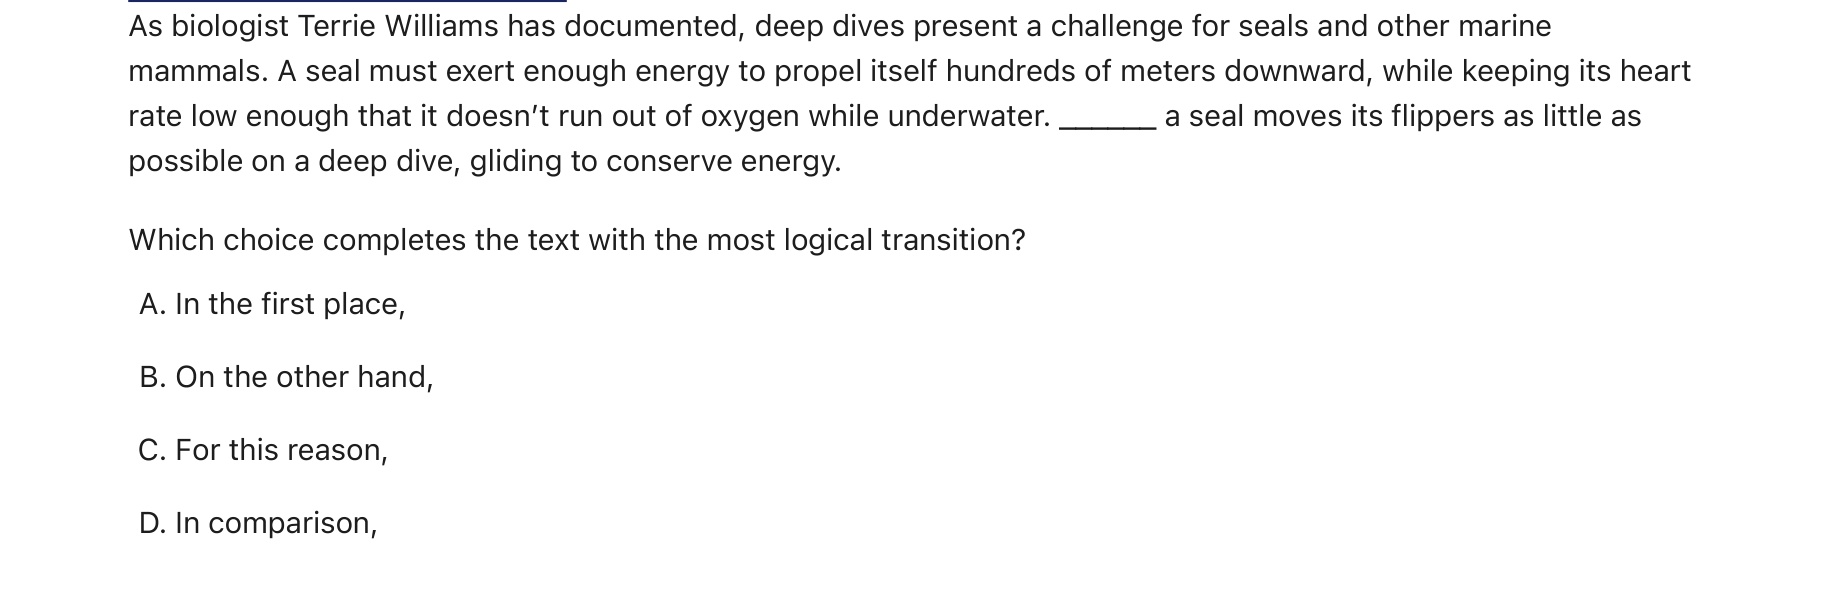 As biologist Terrie Williams has documented, deep dives present a challenge for seals and other marine
mammals. A seal must exert enough energy to propel itself hundreds of meters downward, while keeping its heart
rate low enough that it doesn’t run out of oxygen while underwater. ______ a seal moves its flippers as little as
possible on a deep dive, gliding to conserve energy.
Which choice completes the text with the most logical transition?
A. In the first place,
B. On the other hand,
C. For this reason,
D. In comparison,